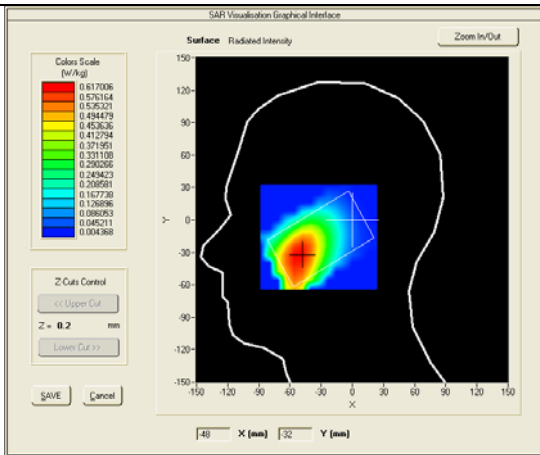 SAR Visualisation Graphical Interface
Surface Radiated Intensity
Zoom In/Out
Colors Scale
(W/kg)
0.617006
0.576164
0.535321
0.494479
0.453636
0.412794
0.371951
0.331108
0.290266
0.249423
0.208581
0.167738
0.126896
0.086053
0.045211
0.004368
150
120
90
60
30
0
-30
-60
-90
-120
-150
Y
-150 -120 -90 -60 -30 0 30 60 90 120 150
X
Z Cuts Control
<< Upper Cut
Z = 0.2 mm
Lower Cut >>
SAVE Cancel
-48 X (mm) -32 Y (mm)